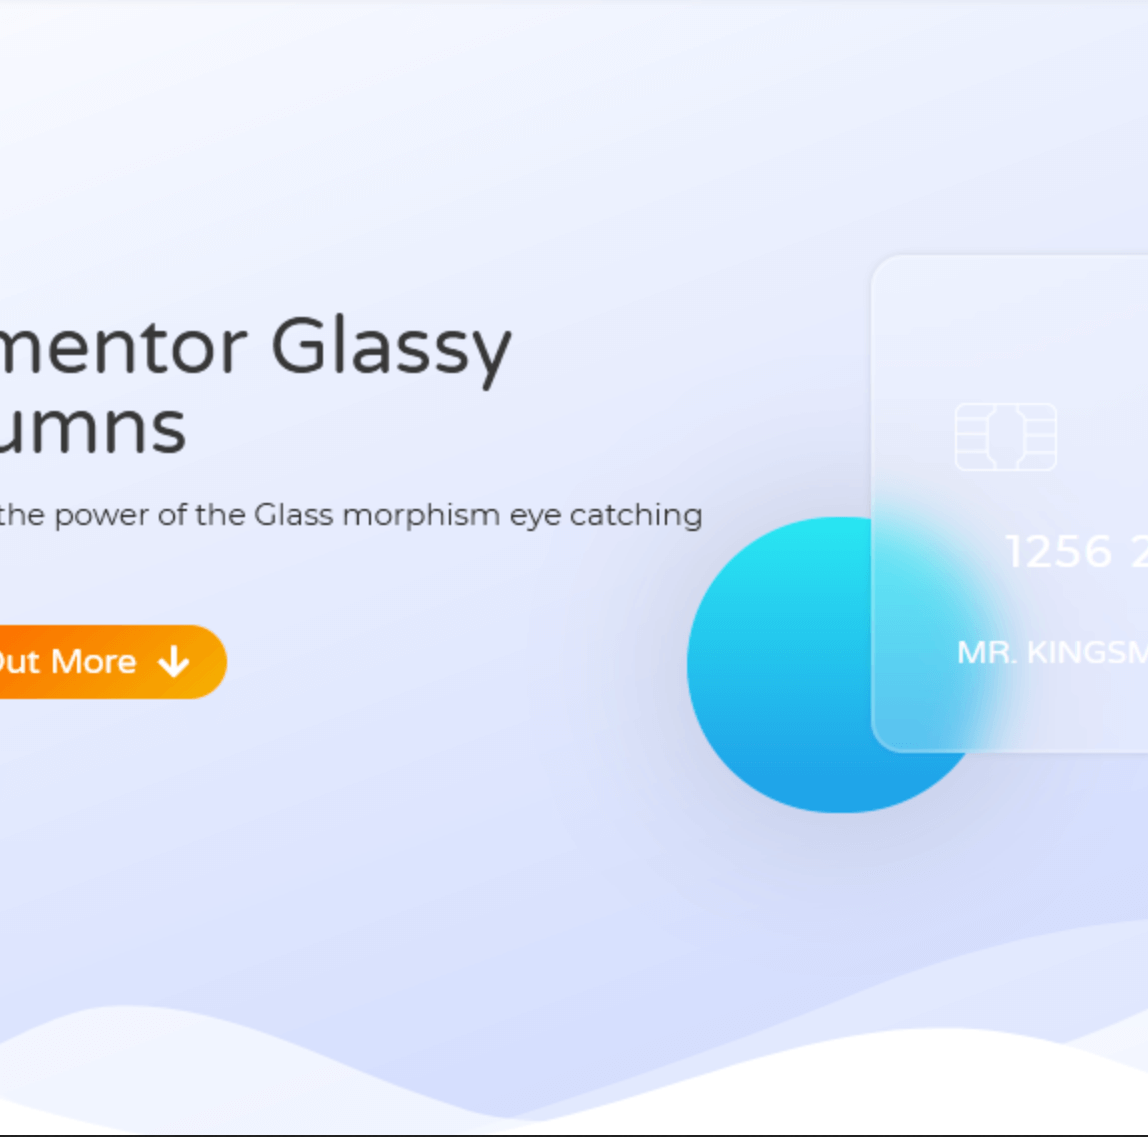 mentor Glassy
umns
the power of the Glass morphism eye catching
Out More
1256 2
MR. KINGSM